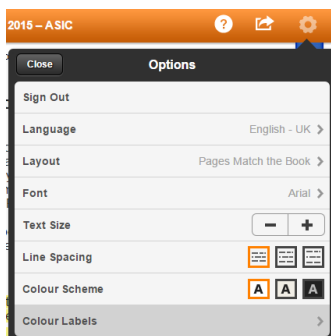 2015 – ASIC ?
Close Options
Sign Out
Language English - UK
Layout Pages Match the Book
Font Arial
Text Size − +
Line Spacing
Colour Scheme A A A
Colour Labels